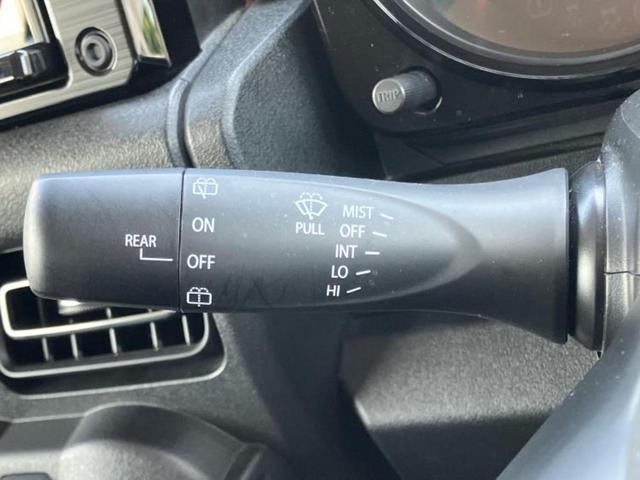 TRIP
REAR
ON
OFF
PULL
MIST
OFF
INT
LO
HI